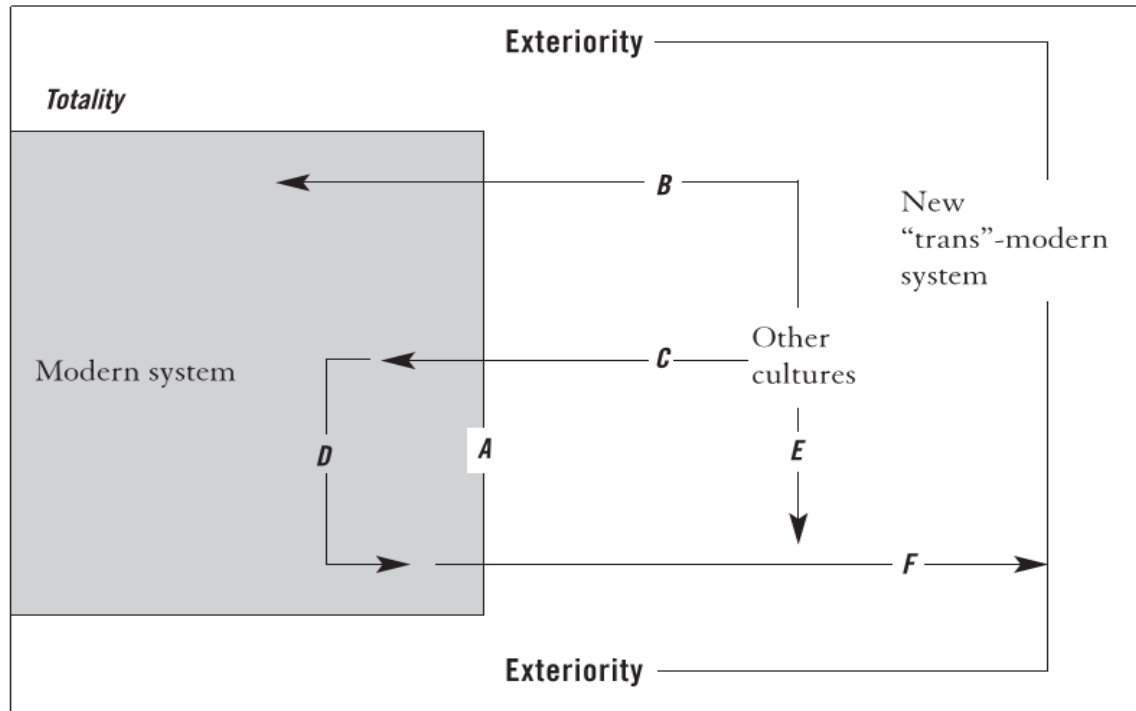 Exteriority
Totality
B
New
“trans”-modern
system
Other
cultures
C
Modern system
D
A
E
F
Exteriority